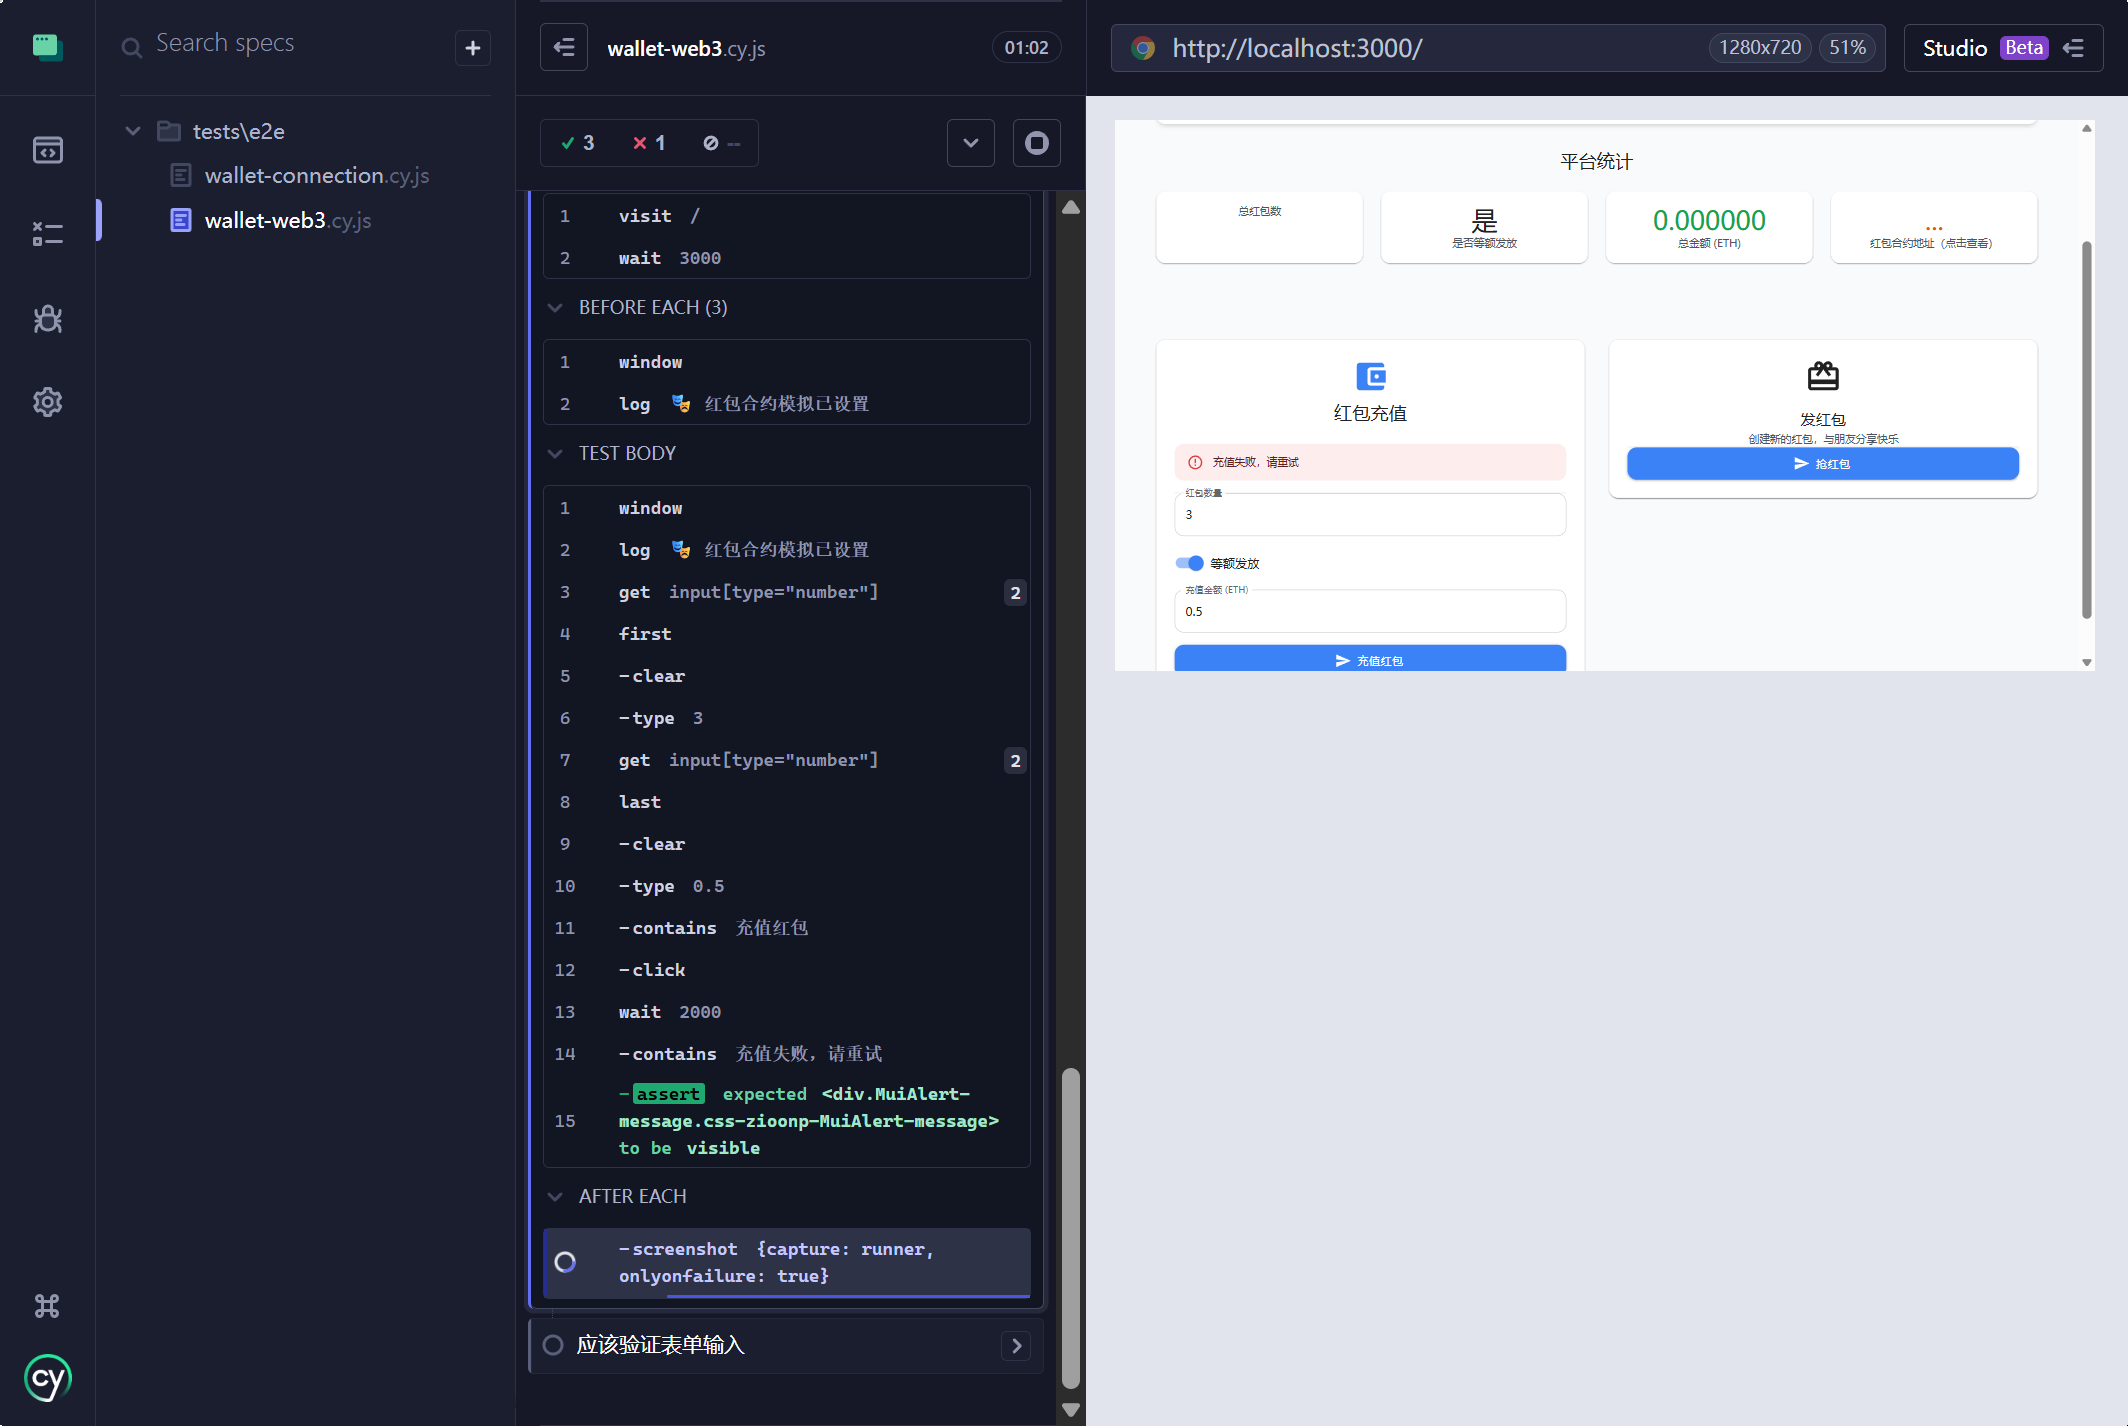 Search specs
+
tests\e2e
wallet-connection.cy.js
wallet-web3.cy.js
cy
wallet-web3.cy.js
01:02
3
1
--
1 visit /
2 wait 3000
BEFORE EACH (3)
1 window
2 log 🎭 红包合约模拟已设置
TEST BODY
1 window
2 log 🎭 红包合约模拟已设置
3 get input[type="number"] 2
4 first
5 -clear
6 -type 3
7 get input[type="number"] 2
8 last
9 -clear
10 -type 0.5
11 -contains 充值红包
12 -click
13 wait 2000
14 -contains 充值失败，请重试
-assert expected <div.MuiAlert-
15 message.css-zioonp-MuiAlert-message>
to be visible
AFTER EACH
-screenshot {capture: runner,
onlyonfailure: true}
应该验证表单输入
http://localhost:3000/
1280x720
51%
Studio Beta
平台统计
总红包数
是
是否等额发放
0.000000
总金额 (ETH)
...
红包合约地址（点击查看）
红包充值
充值失败，请重试
红包数量
3
等额发放
充值金额 (ETH)
0.5
充值红包
发红包
创建新的红包，与朋友分享快乐
抢红包